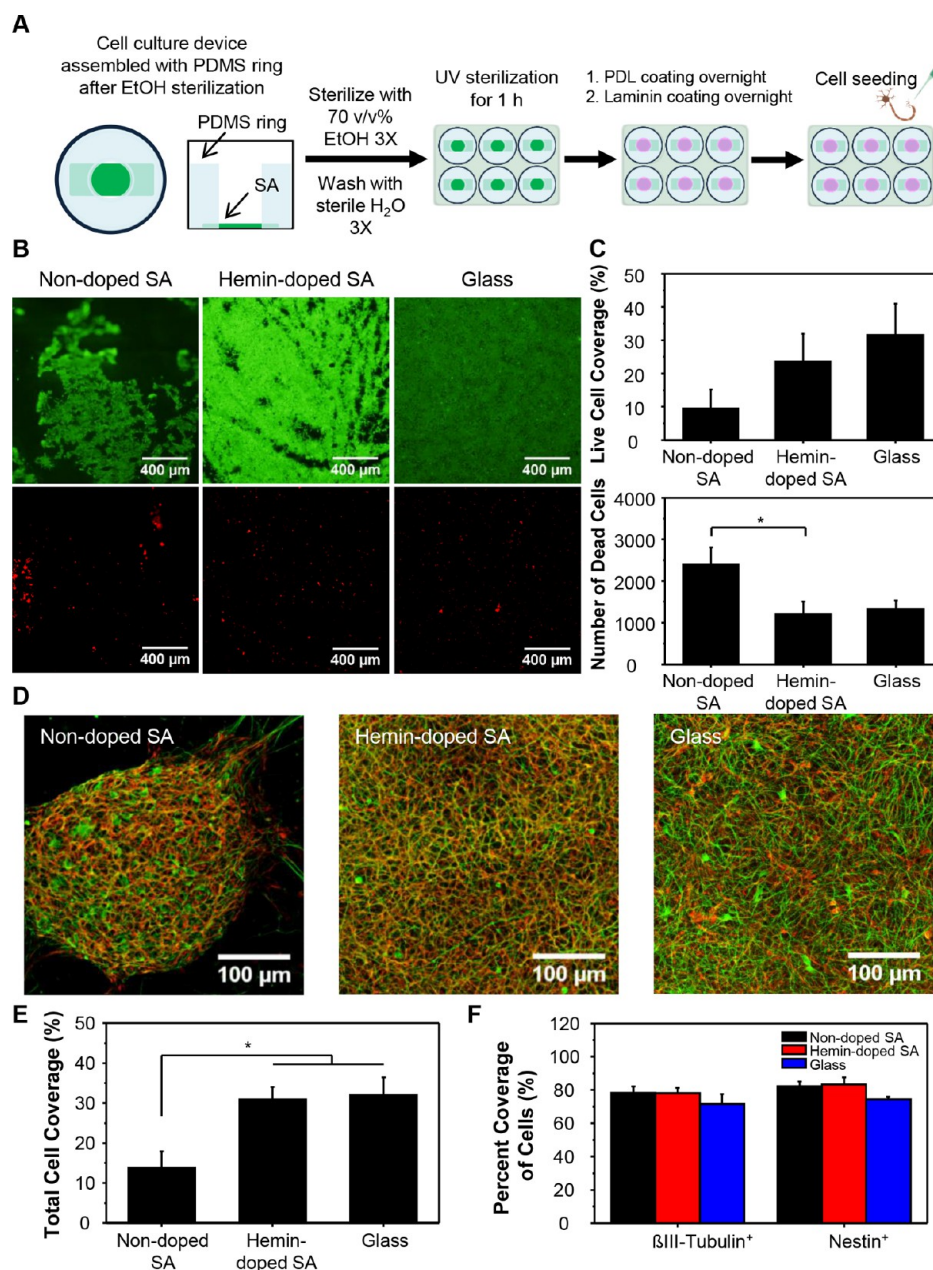 A
Cell culture device
assembled with PDMS ring
after EtOH sterilization
PDMS ring
SA
Sterilize with
70 v/v%
EtOH 3X
Wash with
sterile H₂O
3X
UV sterilization
for 1 h
1. PDL coating overnight
2. Laminin coating overnight
Cell seeding
B
Non-doped SA
Hemin-doped SA
Glass
400 µm
400 µm
400 µm
400 µm
400 µm
400 µm
C
Live Cell Coverage (%)
50
40
30
20
10
0
Non-doped
SA
Hemin-
doped SA
Glass
Number of Dead Cells
4000
3000
2000
1000
0
*
Non-doped
SA
Hemin-
doped SA
Glass
D
Non-doped SA
100 µm
Hemin-doped SA
100 µm
Glass
100 µm
E
Total Cell Coverage (%)
50
40
30
20
10
0
*
Non-doped
SA
Hemin-
doped SA
Glass
F
Percent Coverage
of Cells (%)
120
100
80
60
40
20
0
Non-doped SA
Hemin-doped SA
Glass
ßIII-Tubulin⁺
Nestin⁺